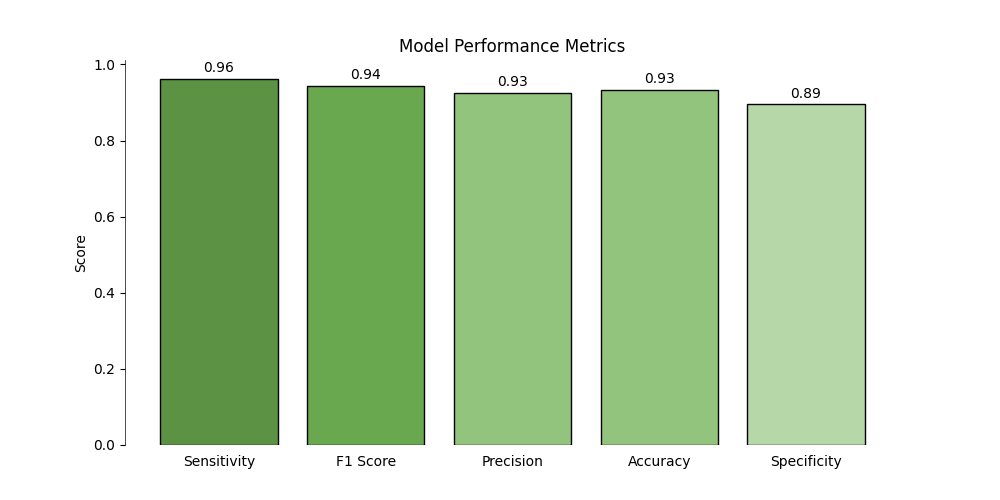 Model Performance Metrics
Score
1.0
0.8
0.6
0.4
0.2
0.0
0.96
0.94
0.93
0.93
0.89
Sensitivity
F1 Score
Precision
Accuracy
Specificity